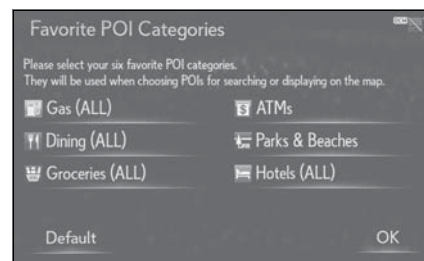 Favorite POI Categories
DCM
Please select your six favorite POI categories.
They will be used when choosing POIs for searching or displaying on the map.
Gas (ALL)
ATMs
Dining (ALL)
Parks & Beaches
Groceries (ALL)
Hotels (ALL)
Default
OK